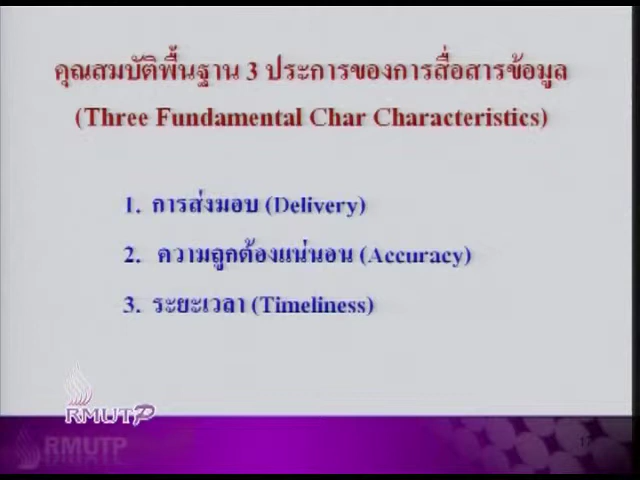 คุณสมบัติพื้นฐาน 3 ประการของการสื่อสารข้อมูล
(Three Fundamental Char Characteristics)
1. การส่งมอบ (Delivery)
2. ความถูกต้องแน่นอน (Accuracy)
3. ระยะเวลา (Timeliness)
RMUTP
RMUTP